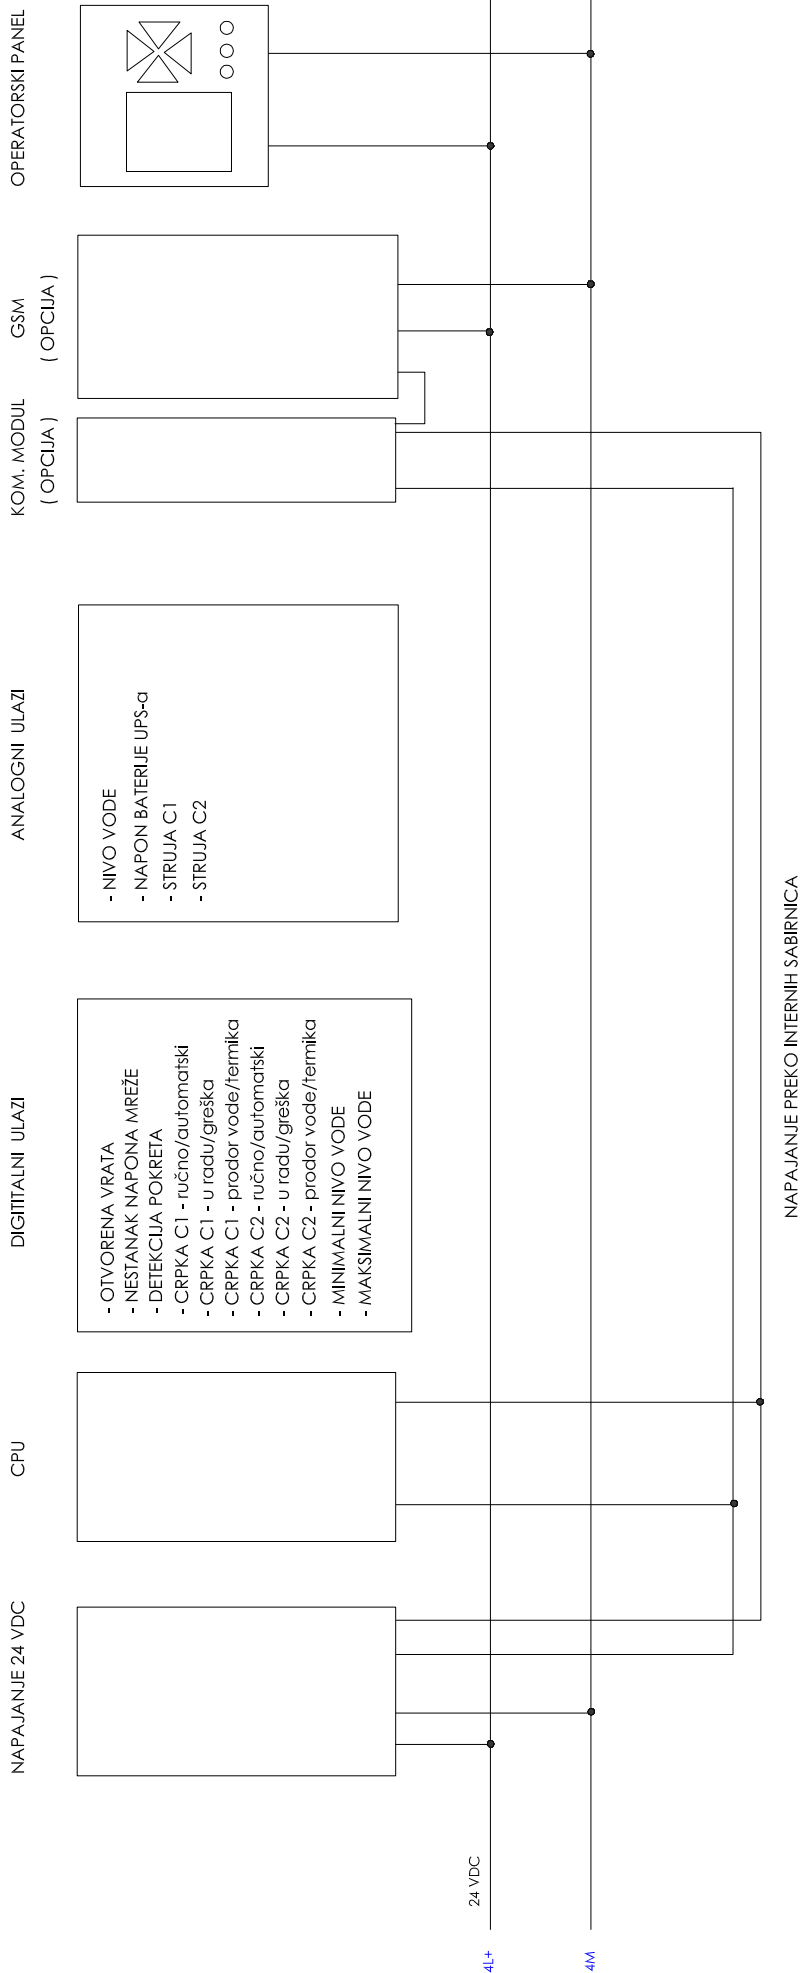 NAPAJANJE 24 VDC
CPU
DIGITITALNI ULAZI
ANALOGNI ULAZI
KOM. MODUL
( OPCIJA )
GSM
( OPCIJA )
OPERATORSKI PANEL
- OTVORENA VRATA
- NESTANAK NAPONA MREŽE
- DETEKCIJA POKRETA
- CRPKA C1 - ručno/automatski
- CRPKA C1 - u radu/greška
- CRPKA C1 - prodor vode/termika
- CRPKA C2 - ručno/automatski
- CRPKA C2 - u radu/greška
- CRPKA C2 - prodor vode/termika
- MINIMALNI NIVO VODE
- MAKSIMALNI NIVO VODE
- NIVO VODE
- NAPON BATERIJE UPS-a
- STRUJA C1
- STRUJA C2
24 VDC
4L+
4M
NAPAJANJE PREKO INTERNIH SABIRNICA